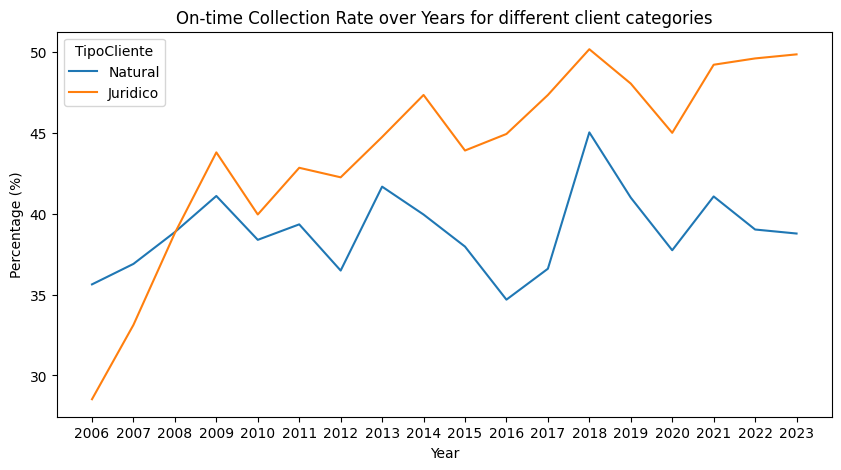 On-time Collection Rate over Years for different client categories
TipoCliente
Natural
Juridico
Percentage (%)
50
45
40
35
30
2006 2007 2008 2009 2010 2011 2012 2013 2014 2015 2016 2017 2018 2019 2020 2021 2022 2023
Year